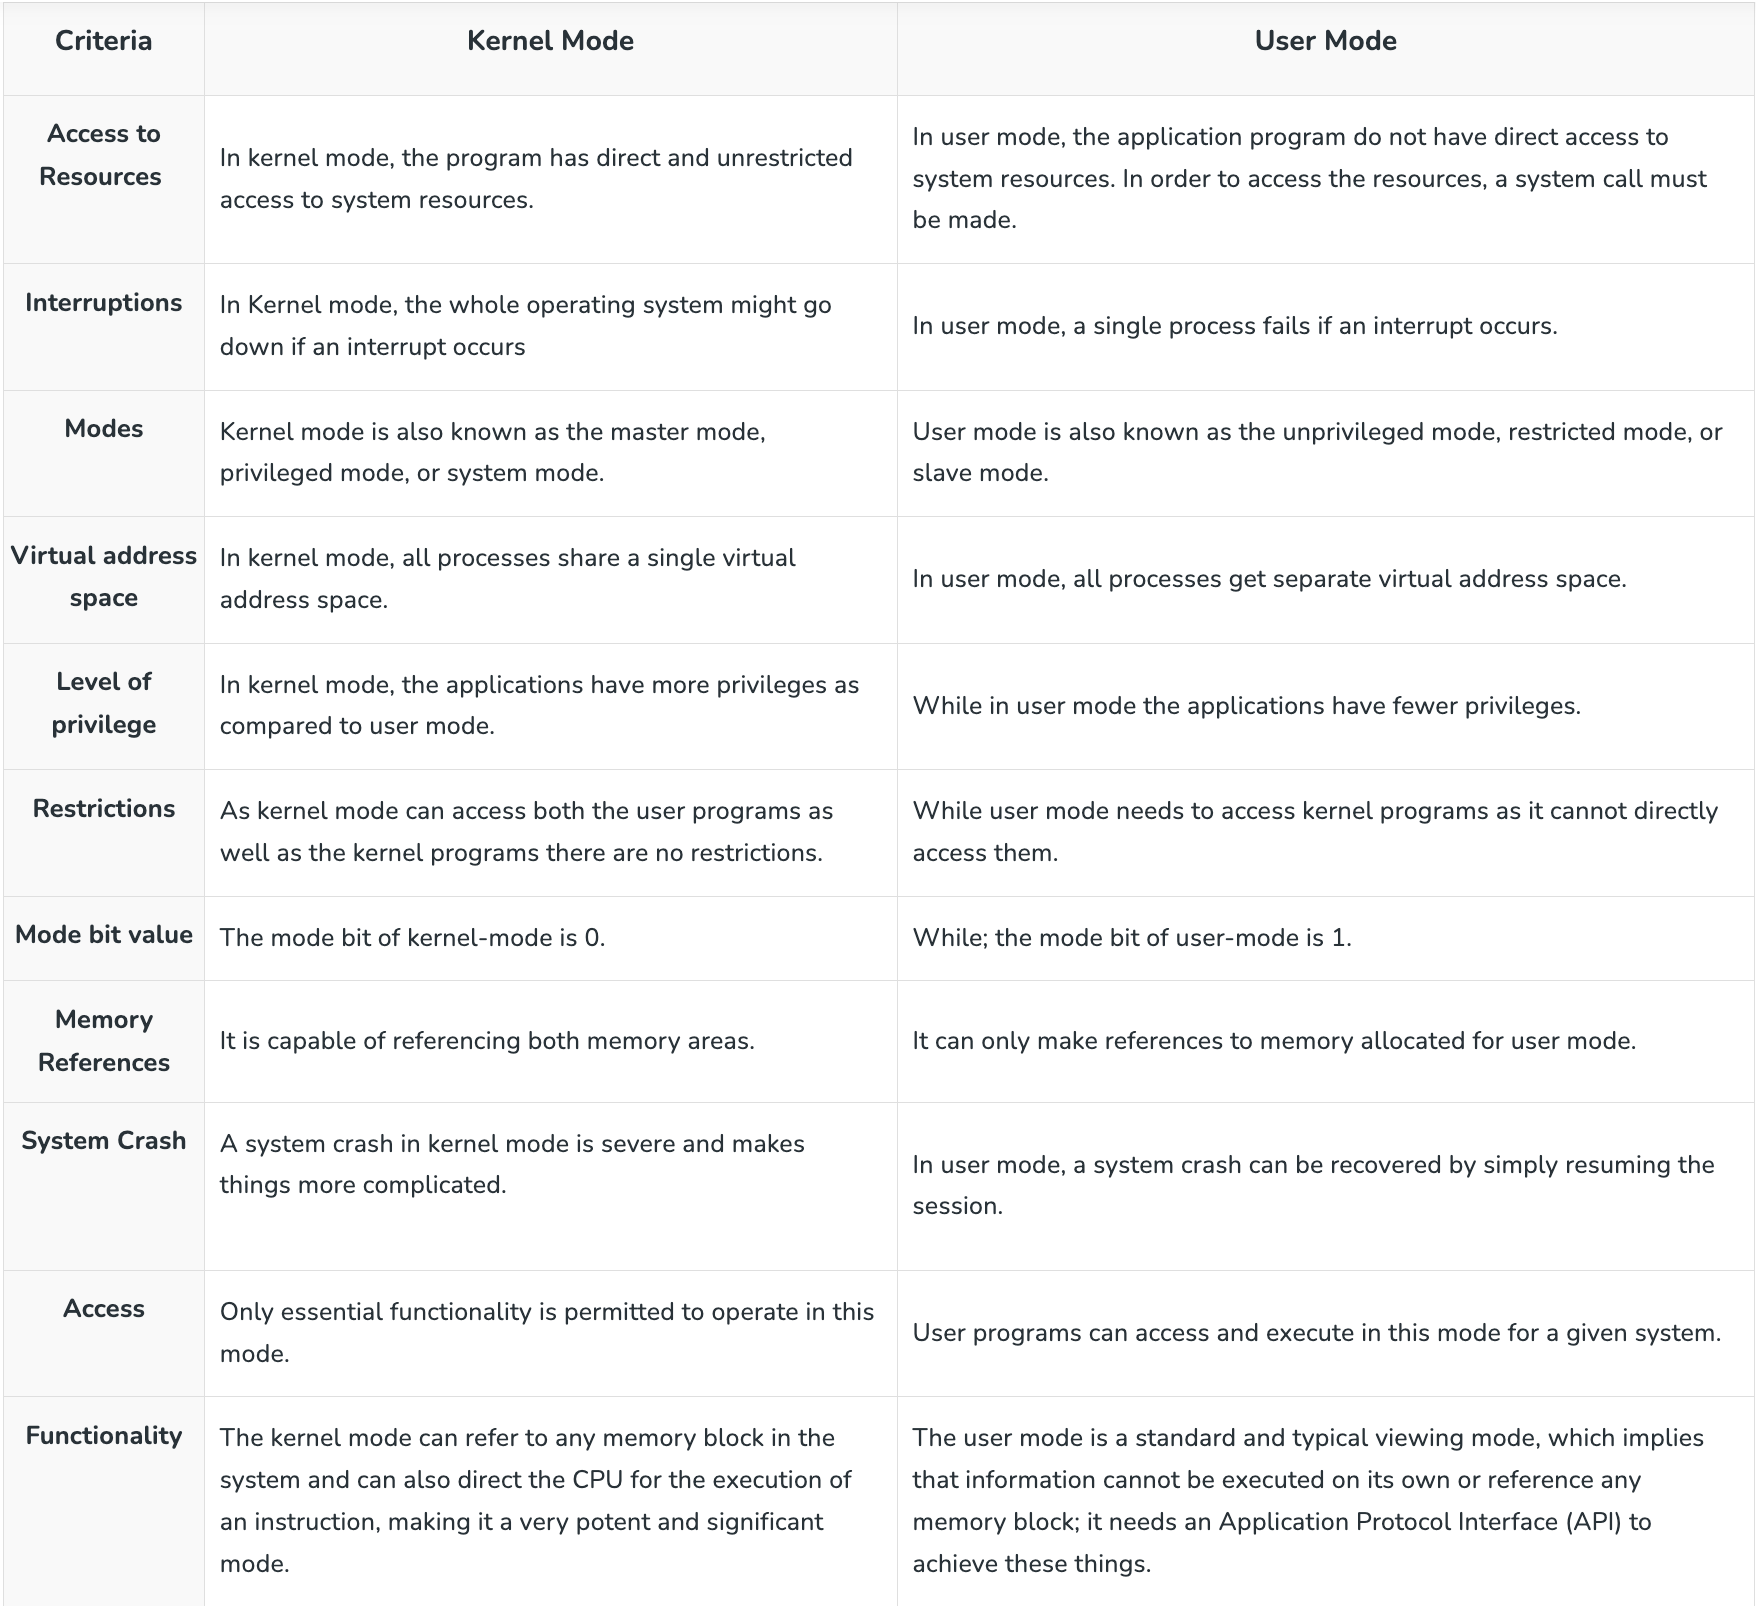 Criteria
Kernel Mode
User Mode
Access to
Resources
In kernel mode, the program has direct and unrestricted
access to system resources.
In user mode, the application program do not have direct access to
system resources. In order to access the resources, a system call must
be made.
Interruptions
In Kernel mode, the whole operating system might go
down if an interrupt occurs
In user mode, a single process fails if an interrupt occurs.
Modes
Kernel mode is also known as the master mode,
privileged mode, or system mode.
User mode is also known as the unprivileged mode, restricted mode, or
slave mode.
Virtual address
space
In kernel mode, all processes share a single virtual
address space.
In user mode, all processes get separate virtual address space.
Level of
privilege
In kernel mode, the applications have more privileges as
compared to user mode.
While in user mode the applications have fewer privileges.
Restrictions
As kernel mode can access both the user programs as
well as the kernel programs there are no restrictions.
While user mode needs to access kernel programs as it cannot directly
access them.
Mode bit value
The mode bit of kernel-mode is 0.
While; the mode bit of user-mode is 1.
Memory
References
It is capable of referencing both memory areas.
It can only make references to memory allocated for user mode.
System Crash
A system crash in kernel mode is severe and makes
things more complicated.
In user mode, a system crash can be recovered by simply resuming the
session.
Access
Only essential functionality is permitted to operate in this
mode.
User programs can access and execute in this mode for a given system.
Functionality
The kernel mode can refer to any memory block in the
system and can also direct the CPU for the execution of
an instruction, making it a very potent and significant
mode.
The user mode is a standard and typical viewing mode, which implies
that information cannot be executed on its own or reference any
memory block; it needs an Application Protocol Interface (API) to
achieve these things.